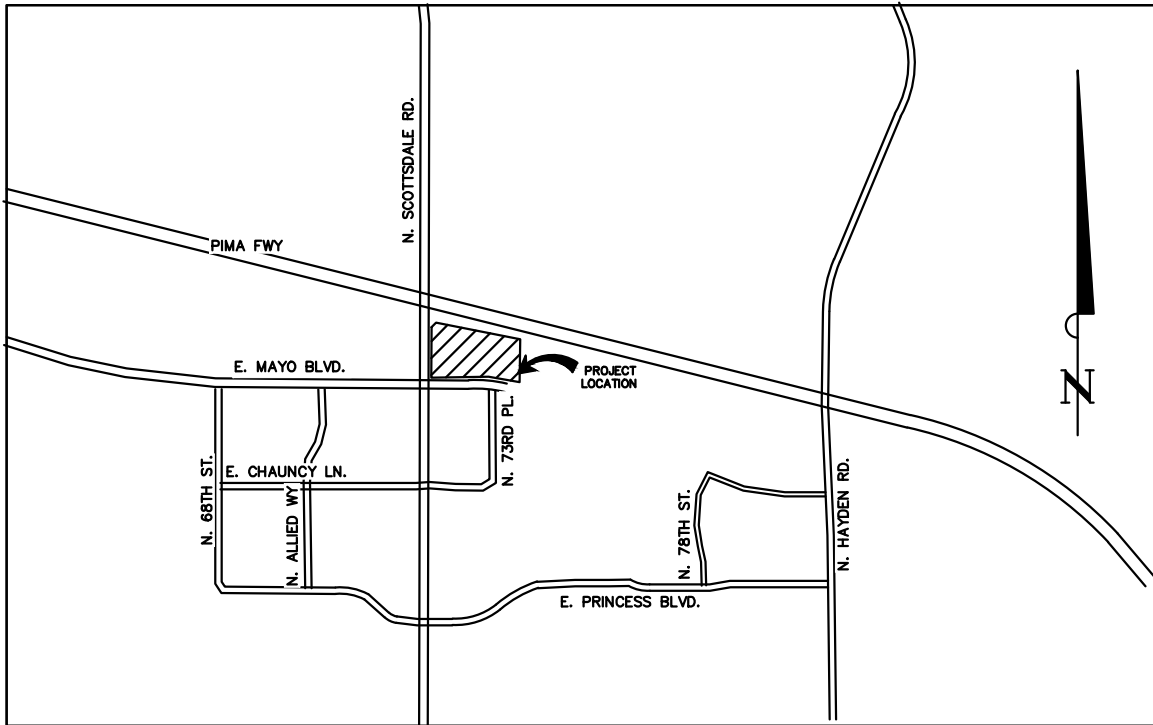 N. SCOTTSDALE RD.
PIMA FWY
E. MAYO BLVD.
PROJECT
LOCATION
N
N. 73RD PL.
N. 68TH ST.
E. CHAUNCY LN.
N. ALLIED WY
N. 78TH ST.
N. HAYDEN RD.
E. PRINCESS BLVD.